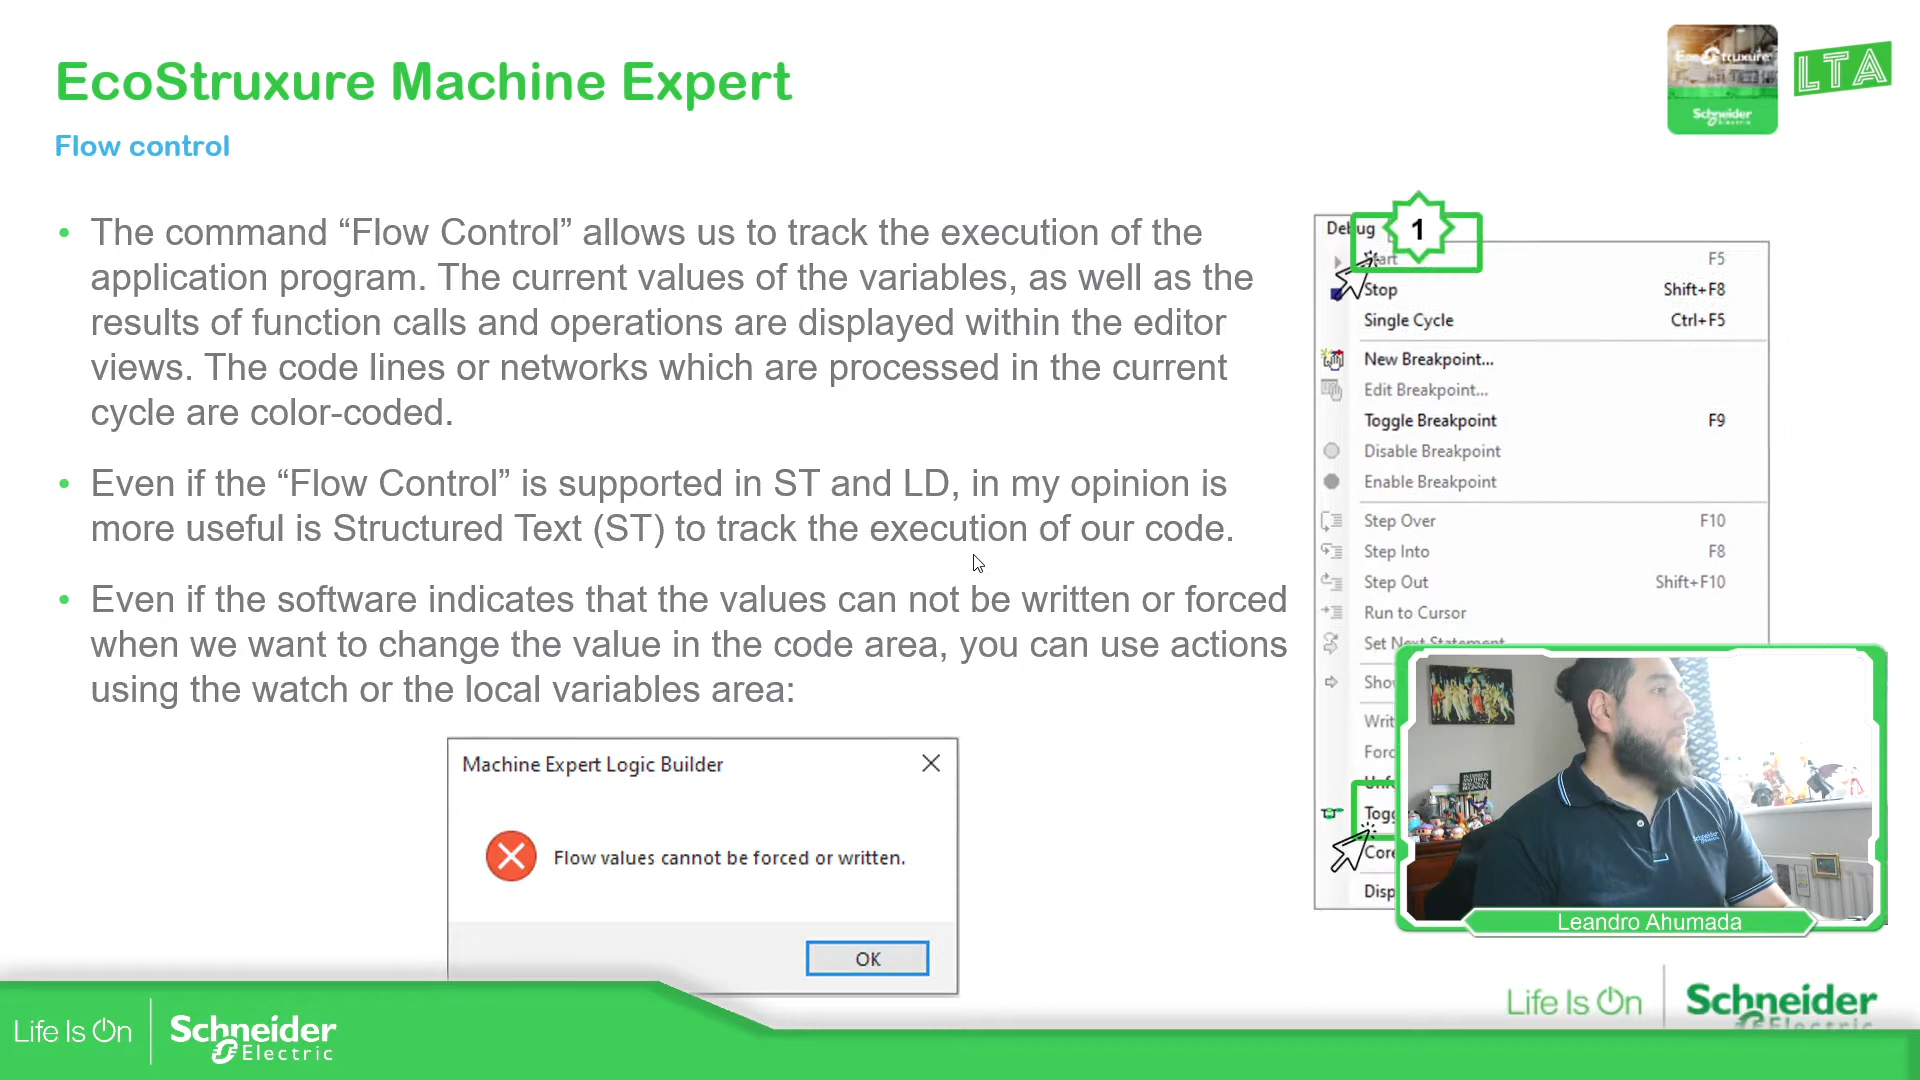 EcoStruxure Machine Expert
Flow control
EcoStruxure
Schneider
Electric
LTA
• The command “Flow Control” allows us to track the execution of the
application program. The current values of the variables, as well as the
results of function calls and operations are displayed within the editor
views. The code lines or networks which are processed in the current
cycle are color-coded.
• Even if the “Flow Control” is supported in ST and LD, in my opinion is
more useful is Structured Text (ST) to track the execution of our code.
• Even if the software indicates that the values can not be written or forced
when we want to change the value in the code area, you can use actions
using the watch or the local variables area:
Machine Expert Logic Builder
Flow values cannot be forced or written.
OK
Debug
1
F5
Stop Shift+F8
Single Cycle Ctrl+F5
New Breakpoint...
Edit Breakpoint...
Toggle Breakpoint F9
Disable Breakpoint
Enable Breakpoint
Step Over F10
Step Into F8
Step Out Shift+F10
Run to Cursor
Set Next Statement
Leandro Ahumada
Life Is On
Schneider
Electric
Life Is On
Schneider
Electric